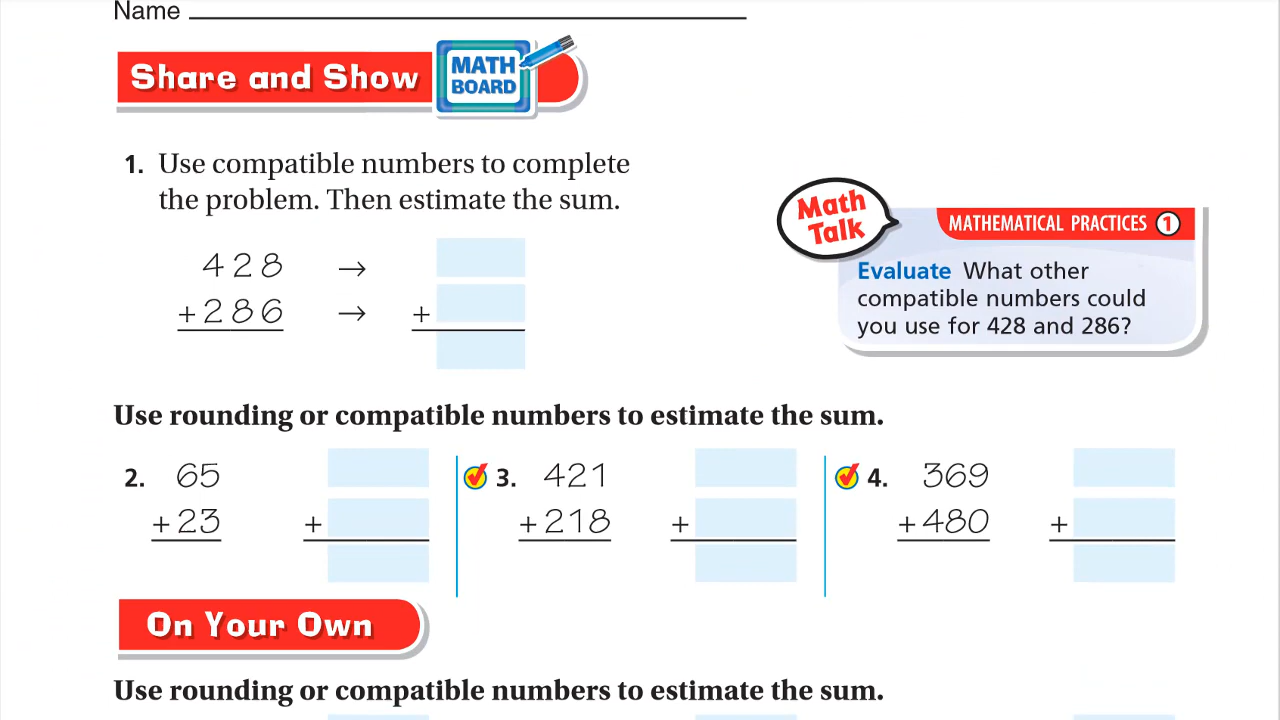 Name
Share and Show
MATH
BOARD
1. Use compatible numbers to complete
the problem. Then estimate the sum.
428 →
+286 → +
Math
Talk
MATHEMATICAL PRACTICES 1
Evaluate What other
compatible numbers could
you use for 428 and 286?
Use rounding or compatible numbers to estimate the sum.
2. 65
+23 +
3. 421
+218 +
4. 369
+480 +
On Your Own
Use rounding or compatible numbers to estimate the sum.